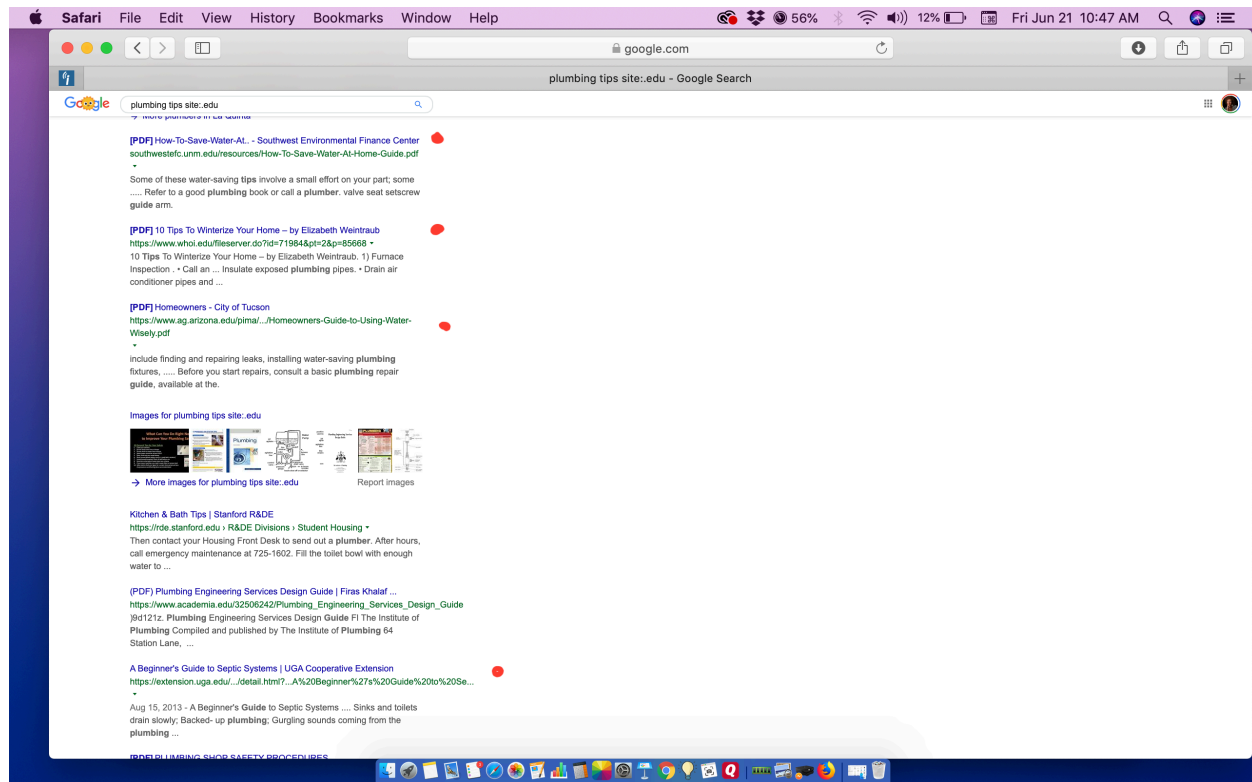 Safari File Edit View History Bookmarks Window Help 56% 12% Fri Jun 21 10:47 AM
google.com
plumbing tips site:.edu - Google Search
Google plumbing tips site:.edu
→ More plumbers in La Quinta
[PDF] How-To-Save-Water-At.. - Southwest Environmental Finance Center
southwestefc.unm.edu/resources/How-To-Save-Water-At-Home-Guide.pdf
Some of these water-saving tips involve a small effort on your part; some
..... Refer to a good plumbing book or call a plumber. valve seat setscrew
guide arm.
[PDF] 10 Tips To Winterize Your Home – by Elizabeth Weintraub
https://www.whoi.edu/fileserver.do?id=71984&pt=2&p=85668
10 Tips To Winterize Your Home – by Elizabeth Weintraub. 1) Furnace
Inspection . • Call an ... Insulate exposed plumbing pipes. • Drain air
conditioner pipes and ...
[PDF] Homeowners - City of Tucson
https://www.ag.arizona.edu/pima/.../Homeowners-Guide-to-Using-Water-
Wisely.pdf
include finding and repairing leaks, installing water-saving plumbing
fixtures, ..... Before you start repairs, consult a basic plumbing repair
guide, available at the.
Images for plumbing tips site:.edu
Plumbing
→ More images for plumbing tips site:.edu Report images
Kitchen & Bath Tips | Stanford R&DE
https://rde.stanford.edu › R&DE Divisions › Student Housing
Then contact your Housing Front Desk to send out a plumber. After hours,
call emergency maintenance at 725-1602. Fill the toilet bowl with enough
water to ...
(PDF) Plumbing Engineering Services Design Guide | Firas Khalaf ...
https://www.academia.edu/32506242/Plumbing_Engineering_Services_Design_Guide
)9d121z. Plumbing Engineering Services Design Guide FI The Institute of
Plumbing Compiled and published by The Institute of Plumbing 64
Station Lane, ...
A Beginner's Guide to Septic Systems | UGA Cooperative Extension
https://extension.uga.edu/.../detail.html?...A%20Beginner%27s%20Guide%20to%20Se...
Aug 15, 2013 - A Beginner's Guide to Septic Systems .... Sinks and toilets
drain slowly; Backed- up plumbing; Gurgling sounds coming from the
plumbing ...
[PDF] PLUMBING SHOP SAFETY PROCEDURES